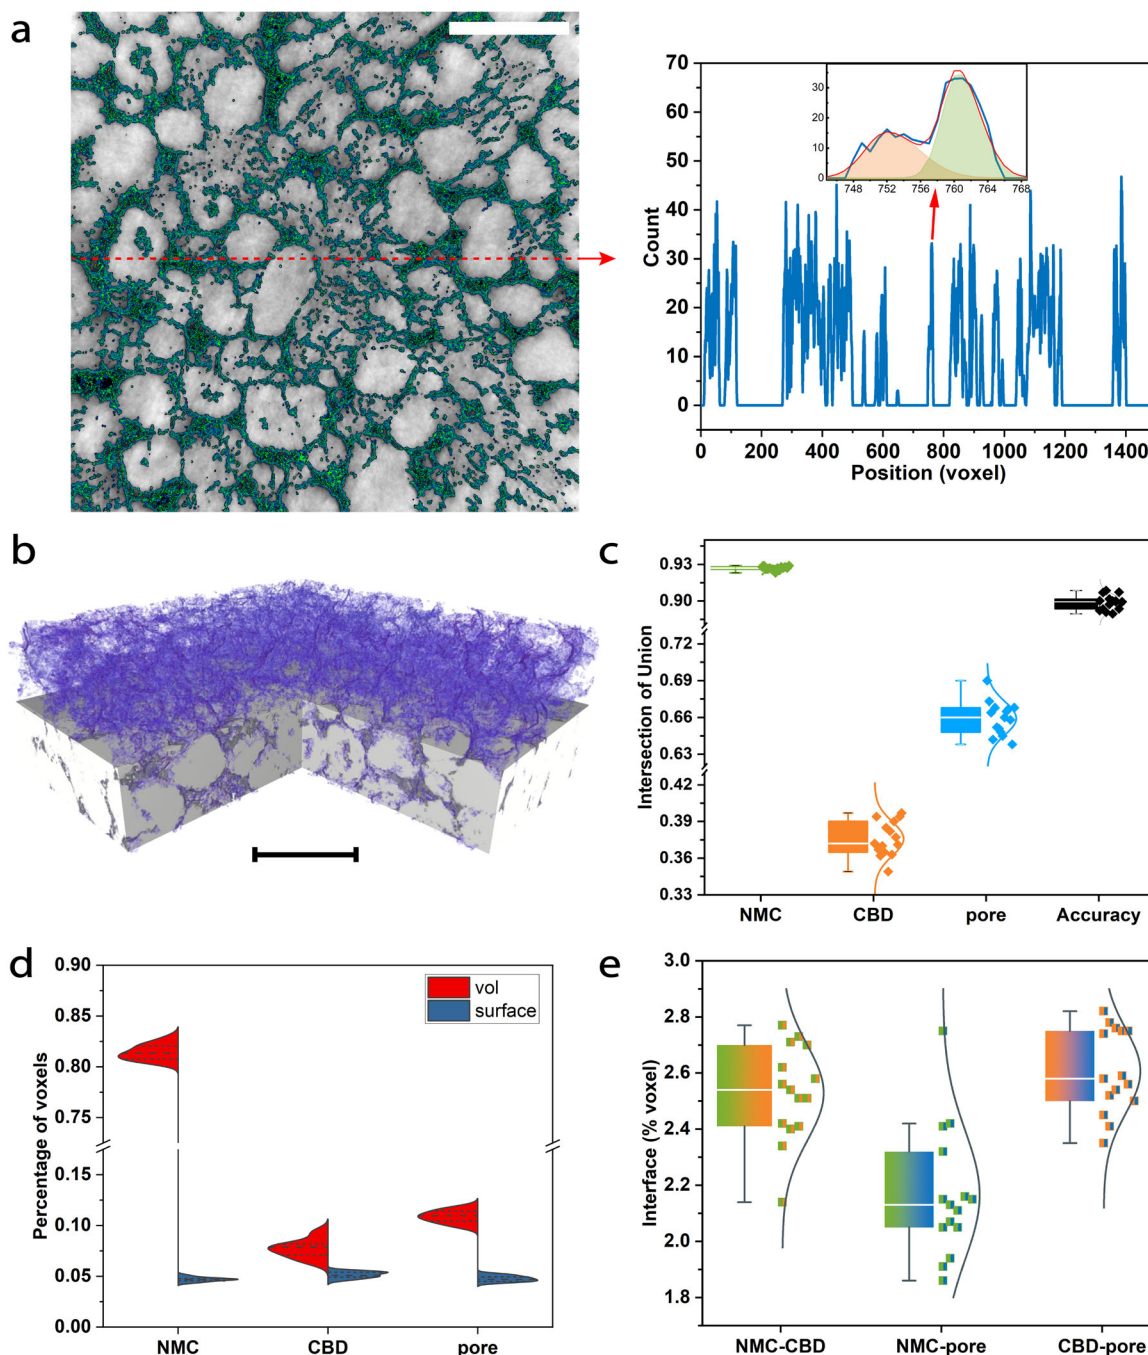 a
Count
70
60
50
40
30
20
10
0
30
20
10
0
748 752 756 760 764 768
0 200 400 600 800 1000 1200 1400
Position (voxel)
b
c
Intersection of Union
0.93
0.90
0.72
0.69
0.66
0.63
0.42
0.39
0.36
0.33
NMC CBD pore Accuracy
d
Percentage of voxels
0.90
0.85
0.80
0.75
0.15
0.10
0.05
0.00
vol
surface
NMC CBD pore
e
Interface (% voxel)
3.0
2.8
2.6
2.4
2.2
2.0
1.8
NMC-CBD NMC-pore CBD-pore